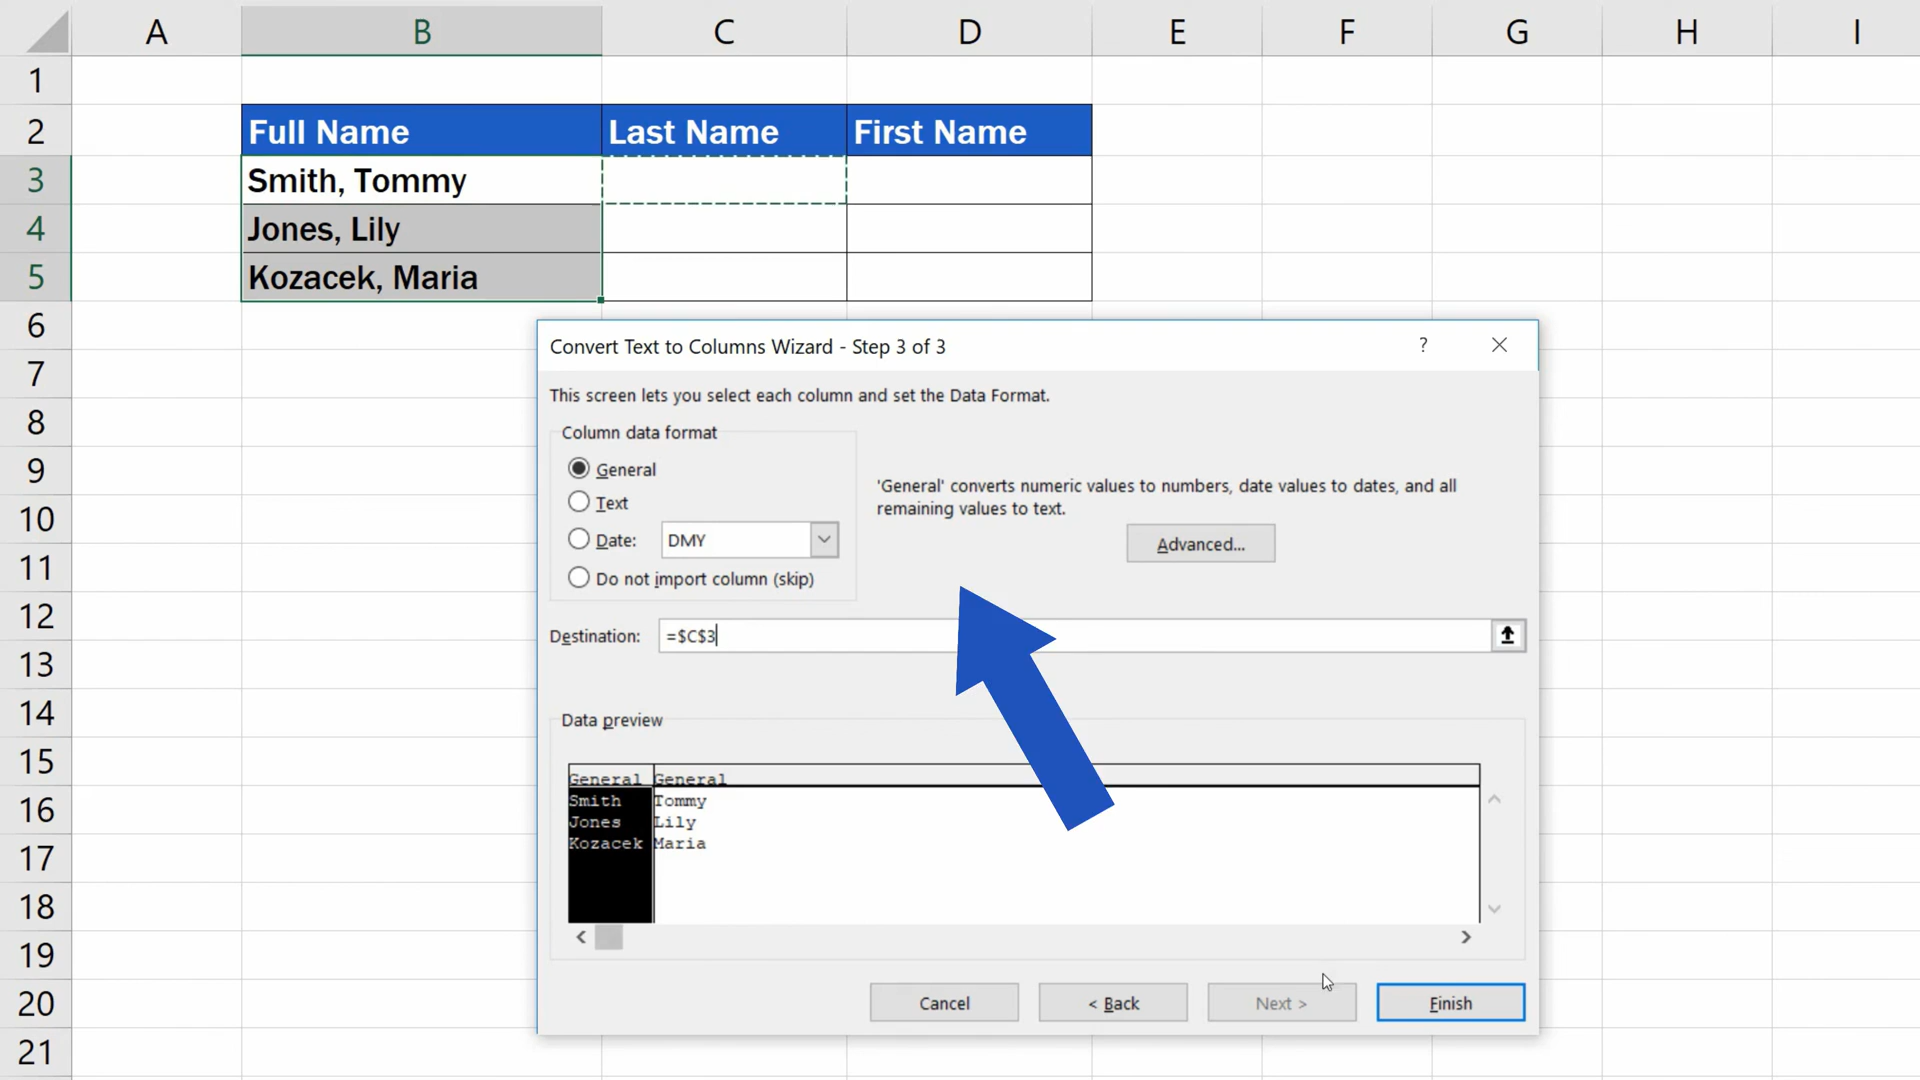 A B C D E F G H I
1
2 Full Name Last Name First Name
3 Smith, Tommy
4 Jones, Lily
5 Kozacek, Maria
6
Convert Text to Columns Wizard - Step 3 of 3 ?
7
This screen lets you select each column and set the Data Format.
8
Column data format
9
General
'General' converts numeric values to numbers, date values to dates, and all
remaining values to text.
Text
10
Date: DMY
Advanced...
11
Do not import column (skip)
12
Destination: =$C$3
13
14
Data preview
15
General General
16
Smith Tommy
Jones Lily
Kozacek Maria
17
18
19
20
Cancel < Back Next > Finish
21